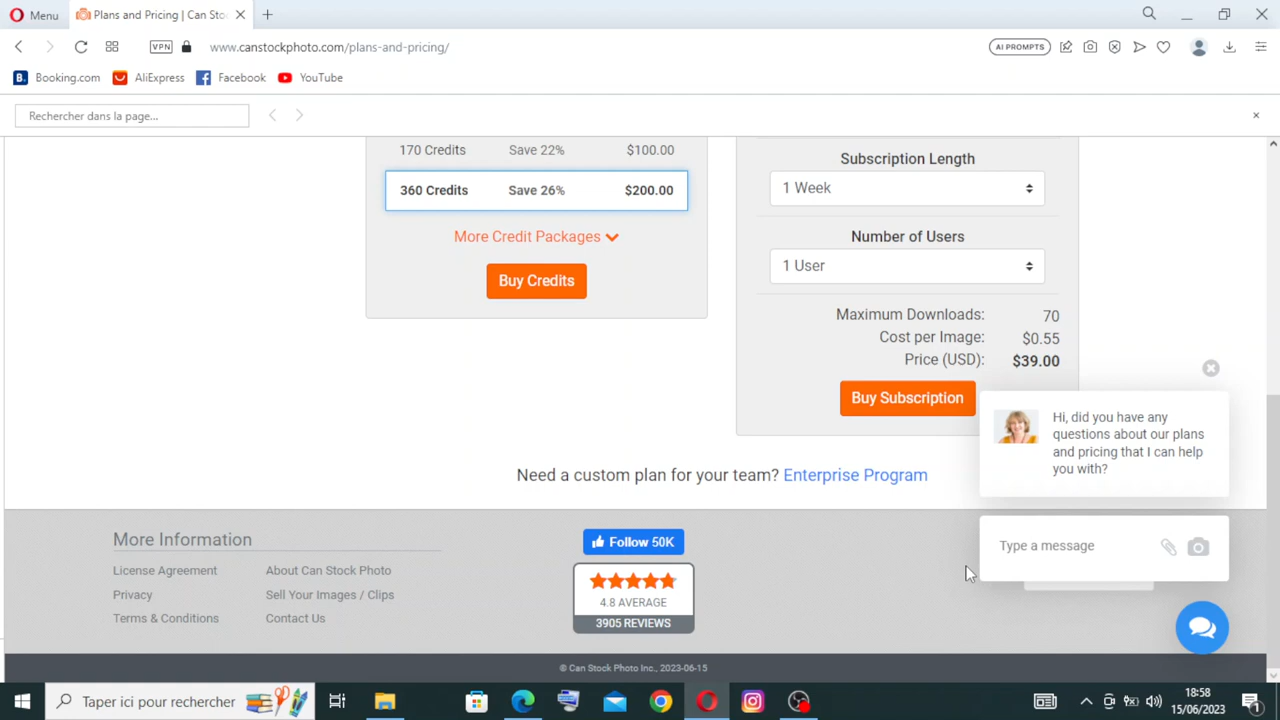 Menu
Plans and Pricing | Can Stoc
VPN
www.canstockphoto.com/plans-and-pricing/
AI PROMPTS
B.
Booking.com
AliExpress
Facebook
YouTube
Rechercher dans la page...
170 Credits Save 22% $100.00
360 Credits Save 26% $200.00
More Credit Packages
Buy Credits
Subscription Length
1 Week
Number of Users
1 User
Maximum Downloads: 70
Cost per Image: $0.55
Price (USD): $39.00
Buy Subscription
Hi, did you have any
questions about our plans
and pricing that I can help
you with?
Need a custom plan for your team? Enterprise Program
Type a message
More Information
License Agreement
About Can Stock Photo
Privacy
Sell Your Images / Clips
Terms & Conditions
Contact Us
Follow 50K
4.8 AVERAGE
3905 REVIEWS
© Can Stock Photo Inc., 2023-06-15
Taper ici pour rechercher
18:58
15/06/2023
1